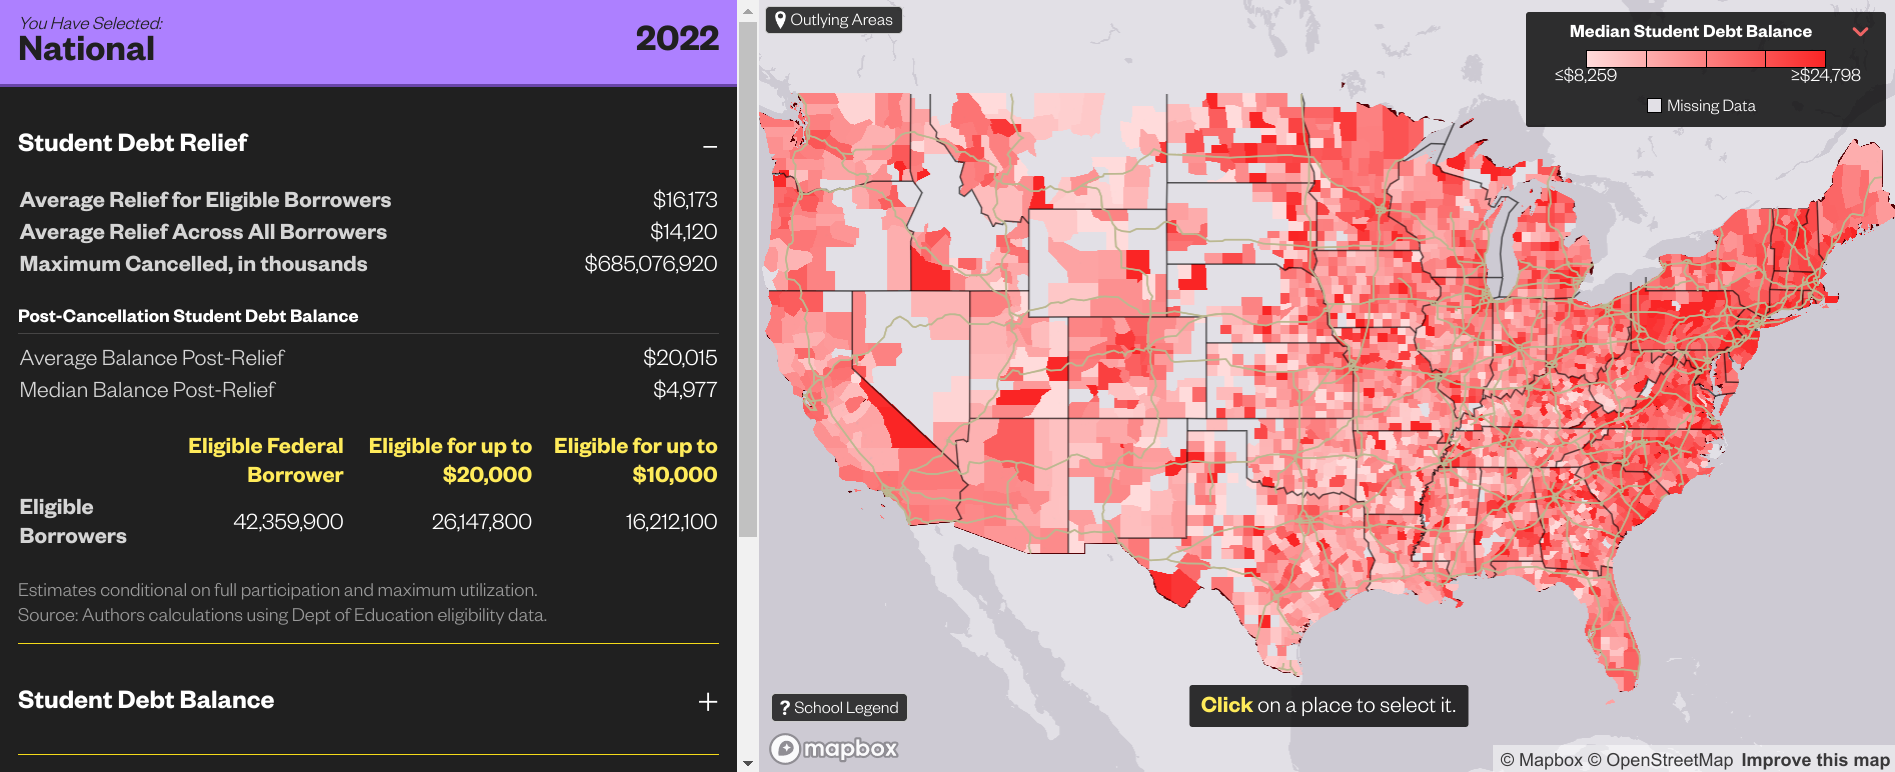 You Have Selected:
National
2022
Student Debt Relief
–
Average Relief for Eligible Borrowers $16,173
Average Relief Across All Borrowers $14,120
Maximum Cancelled, in thousands $685,076,920
Post-Cancellation Student Debt Balance
Average Balance Post-Relief $20,015
Median Balance Post-Relief $4,977
Eligible Federal Eligible for up to Eligible for up to
Borrower $20,000 $10,000
Eligible
Borrowers 42,359,900 26,147,800 16,212,100
Estimates conditional on full participation and maximum utilization.
Source: Authors calculations using Dept of Education eligibility data.
Student Debt Balance +
Outlying Areas
Median Student Debt Balance
≤$8,259 ≥$24,798
Missing Data
? School Legend
Click on a place to select it.
mapbox
© Mapbox © OpenStreetMap Improve this map